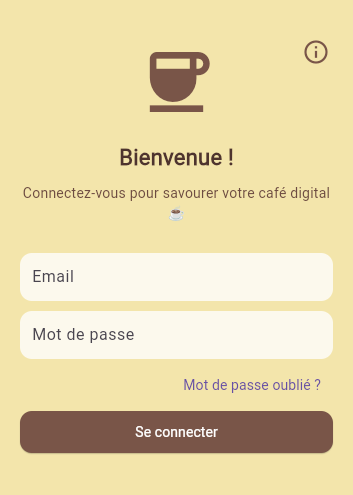 Bienvenue !
Connectez-vous pour savourer votre café digital
☕
Email
Mot de passe
Mot de passe oublié ?
Se connecter